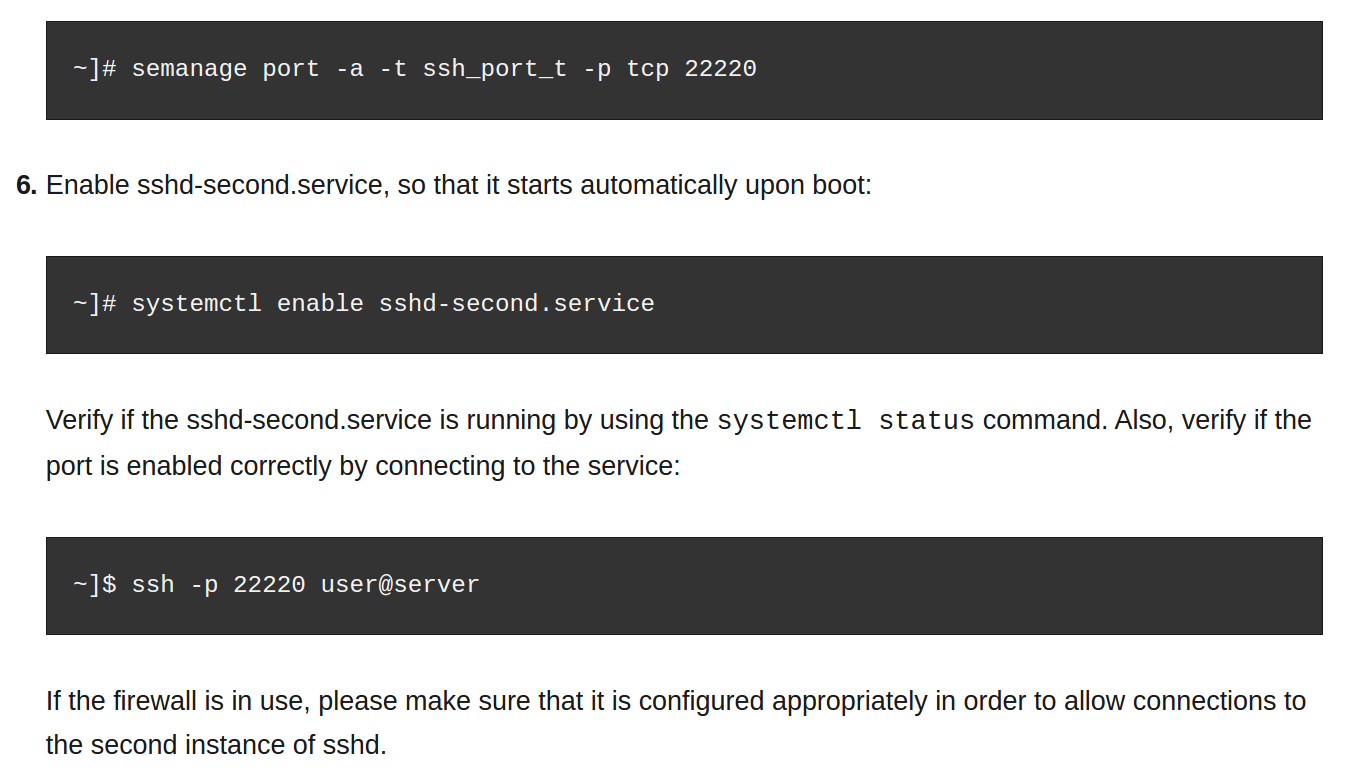 ~]# semanage port -a -t ssh_port_t -p tcp 22220
6. Enable sshd-second.service, so that it starts automatically upon boot:
~]# systemctl enable sshd-second.service
Verify if the sshd-second.service is running by using the systemctl status command. Also, verify if the
port is enabled correctly by connecting to the service:
~]$ ssh -p 22220 user@server
If the firewall is in use, please make sure that it is configured appropriately in order to allow connections to
the second instance of sshd.